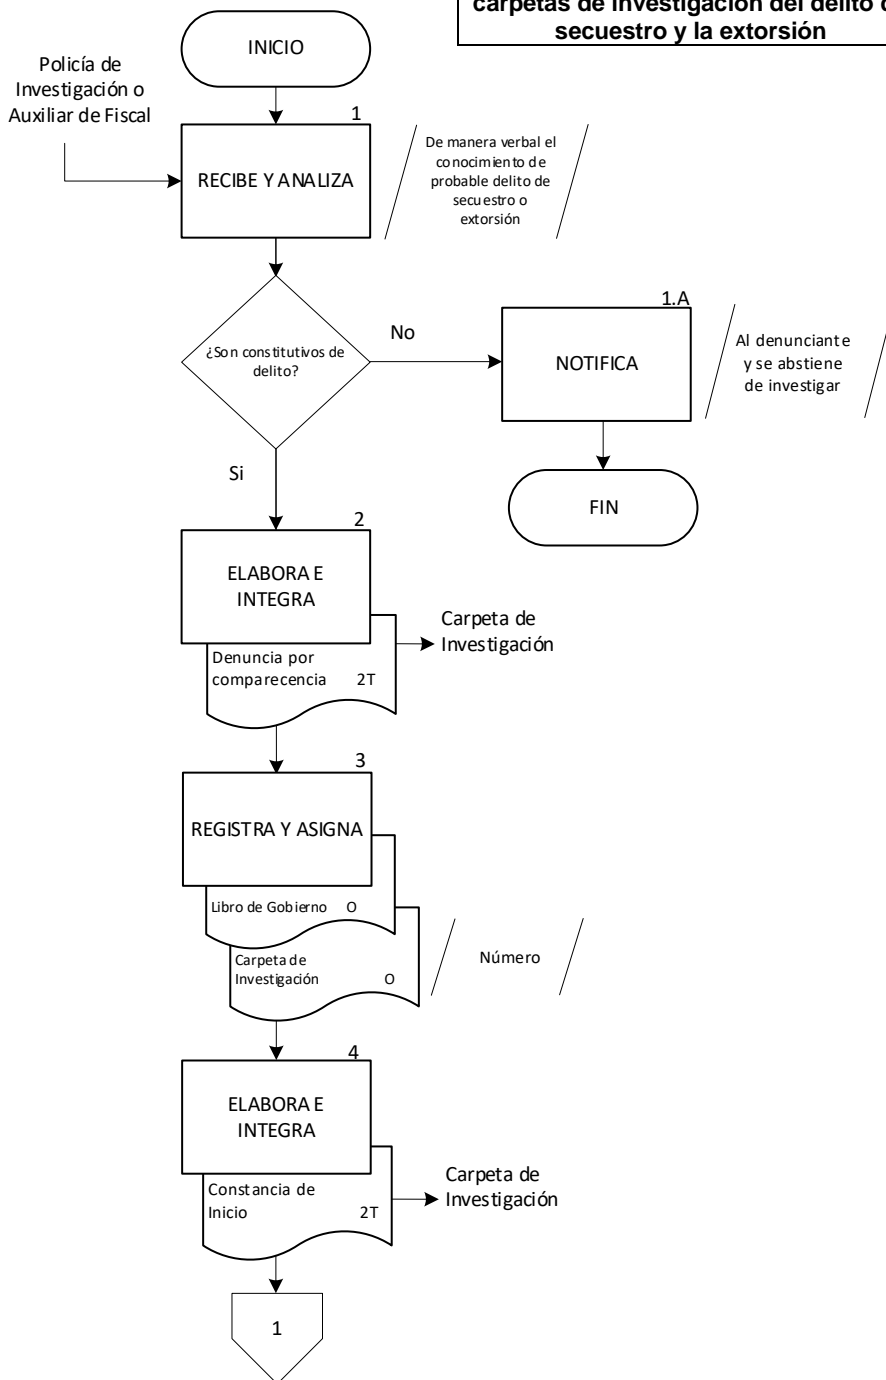 carpetas de investigación del delito
secuestro y la extorsión
INICIO
Policía de
Investigación o
Auxiliar de Fiscal
1
RECIBE Y ANALIZA
De manera verbal el
conocimiento de
probable delito de
secuestro o
extorsión
¿Son constitutivos de
delito?
No
1.A
NOTIFICA
Al denunciante
y se abstiene
de investigar
FIN
Si
2
ELABORA E
INTEGRA
Denuncia por
comparecencia 2T
Carpeta de
Investigación
3
REGISTRA Y ASIGNA
Libro de Gobierno O
Carpeta de
Investigación O
Número
4
ELABORA E
INTEGRA
Constancia de
Inicio 2T
Carpeta de
Investigación
1